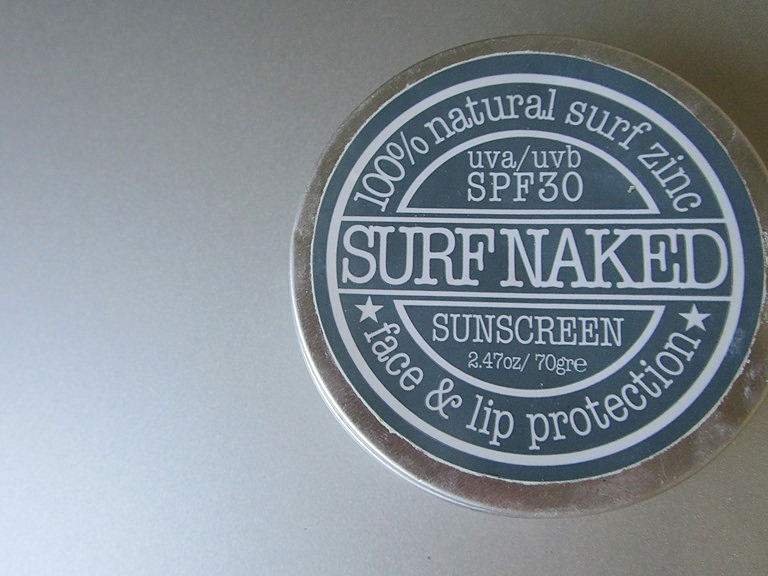 100% natural surf zinc
uva/uvb
SPF30
SURF NAKED
SUNSCREEN
2.47oz/ 70gre
face & lip protection